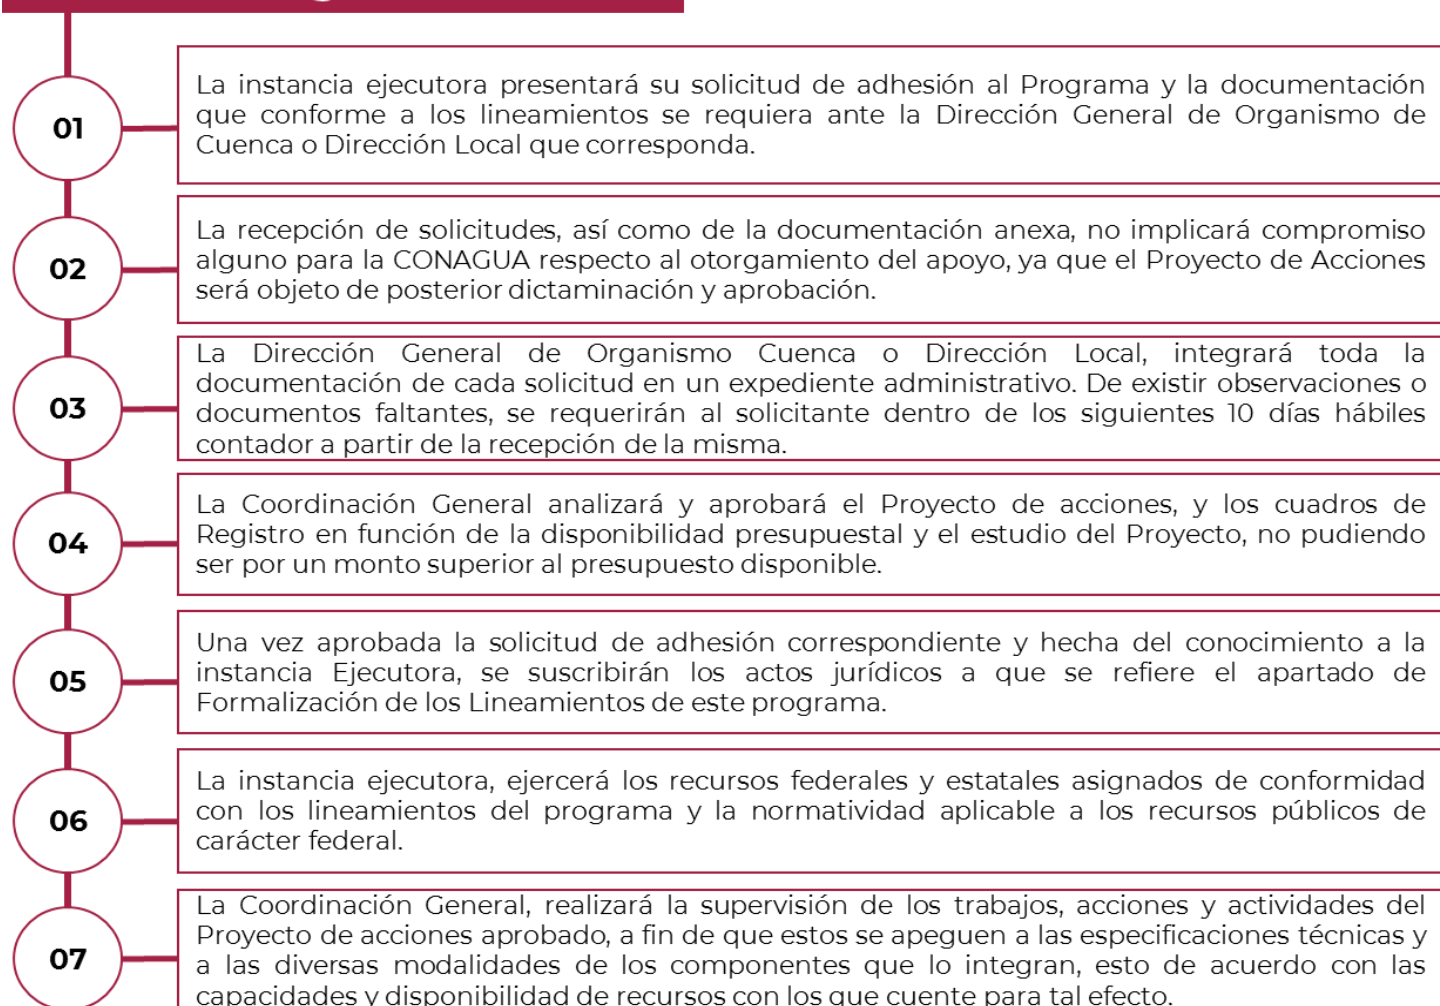 01
La instancia ejecutora presentará su solicitud de adhesión al Programa y la documentación
que conforme a los lineamientos se requiera ante la Dirección General de Organismo de
Cuenca o Dirección Local que corresponda.
02
La recepción de solicitudes, así como de la documentación anexa, no implicará compromiso
alguno para la CONAGUA respecto al otorgamiento del apoyo, ya que el Proyecto de Acciones
será objeto de posterior dictaminación y aprobación.
03
La Dirección General de Organismo Cuenca o Dirección Local, integrará toda la
documentación de cada solicitud en un expediente administrativo. De existir observaciones o
documentos faltantes, se requerirán al solicitante dentro de los siguientes 10 días hábiles
contador a partir de la recepción de la misma.
04
La Coordinación General analizará y aprobará el Proyecto de acciones, y los cuadros de
Registro en función de la disponibilidad presupuestal y el estudio del Proyecto, no pudiendo
ser por un monto superior al presupuesto disponible.
05
Una vez aprobada la solicitud de adhesión correspondiente y hecha del conocimiento a la
instancia Ejecutora, se suscribirán los actos jurídicos a que se refiere el apartado de
Formalización de los Lineamientos de este programa.
06
La instancia ejecutora, ejercerá los recursos federales y estatales asignados de conformidad
con los lineamientos del programa y la normatividad aplicable a los recursos públicos de
carácter federal.
07
La Coordinación General, realizará la supervisión de los trabajos, acciones y actividades del
Proyecto de acciones aprobado, a fin de que estos se apeguen a las especificaciones técnicas y
a las diversas modalidades de los componentes que lo integran, esto de acuerdo con las
capacidades y disponibilidad de recursos con los que cuente para tal efecto.